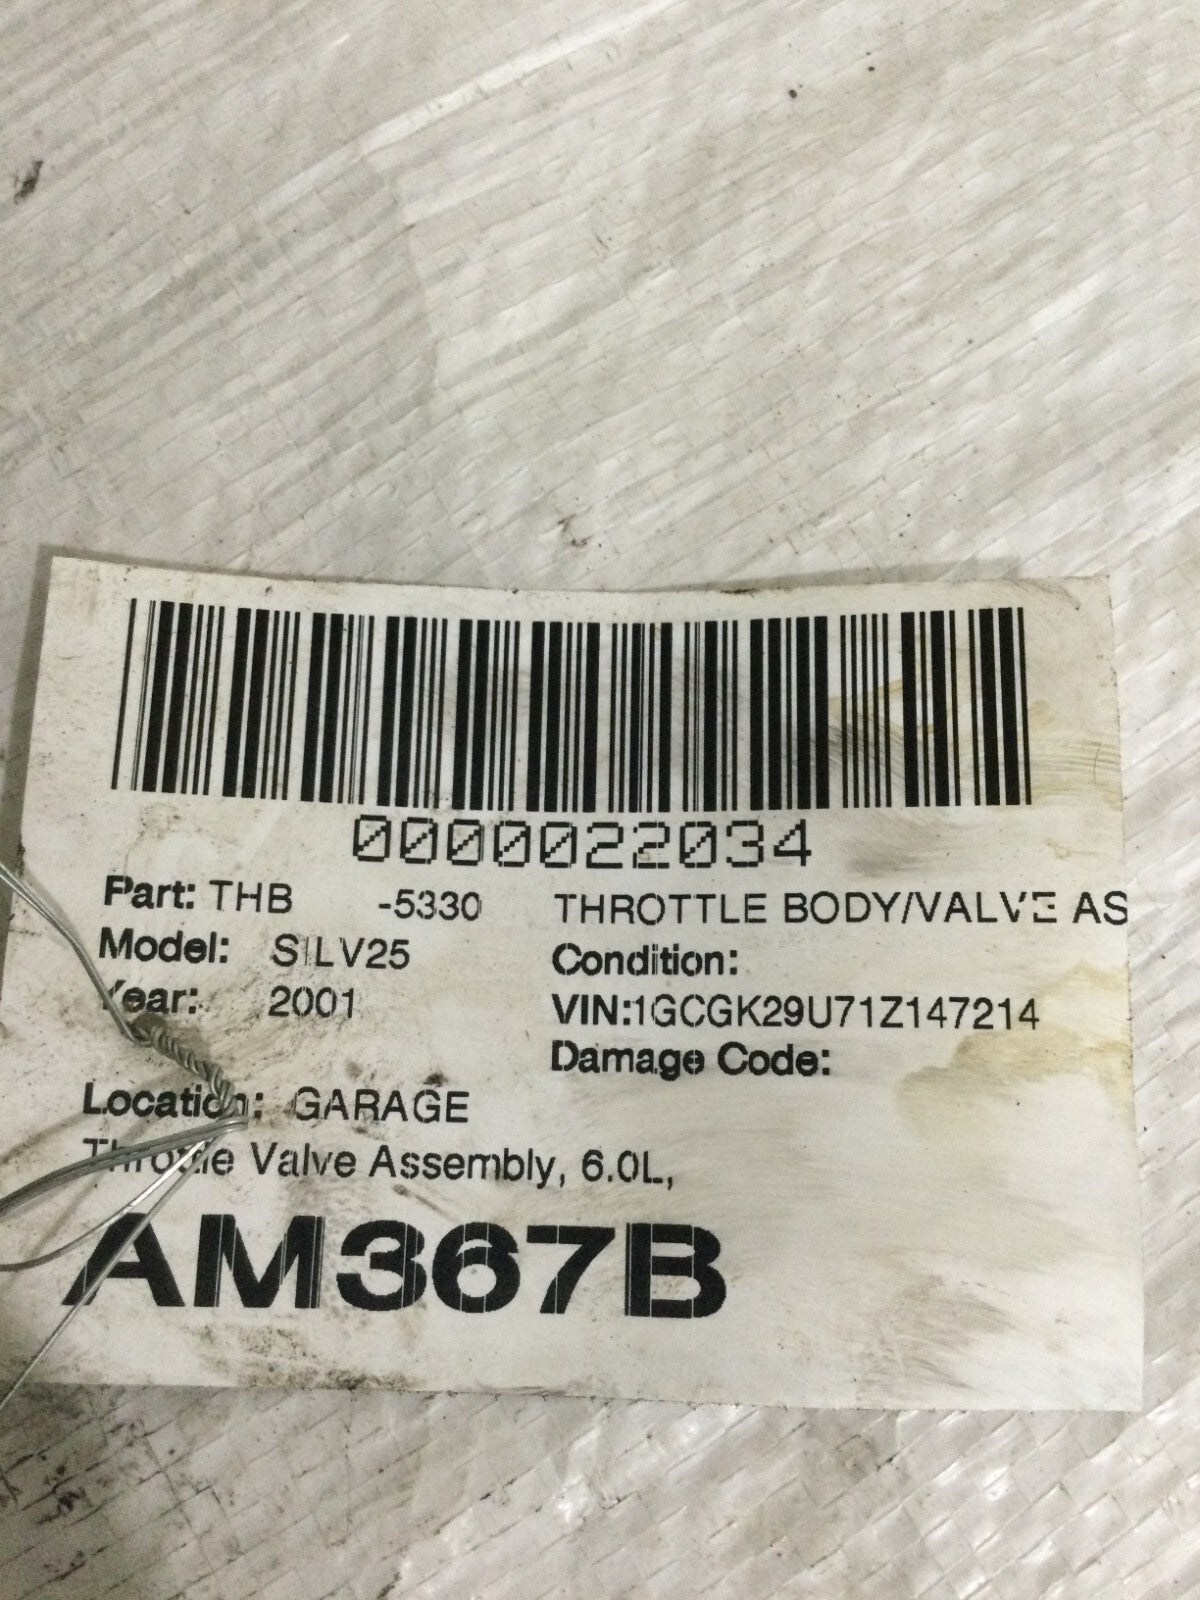 0000022034
Part: THB -5330 THROTTLE BODY/VALVE AS
Model: SILV25 Condition:
Year: 2001 VIN:1GCGK29U71Z147214
Damage Code:
Location: GARAGE
Throttle Valve Assembly, 6.0L,
AM367B